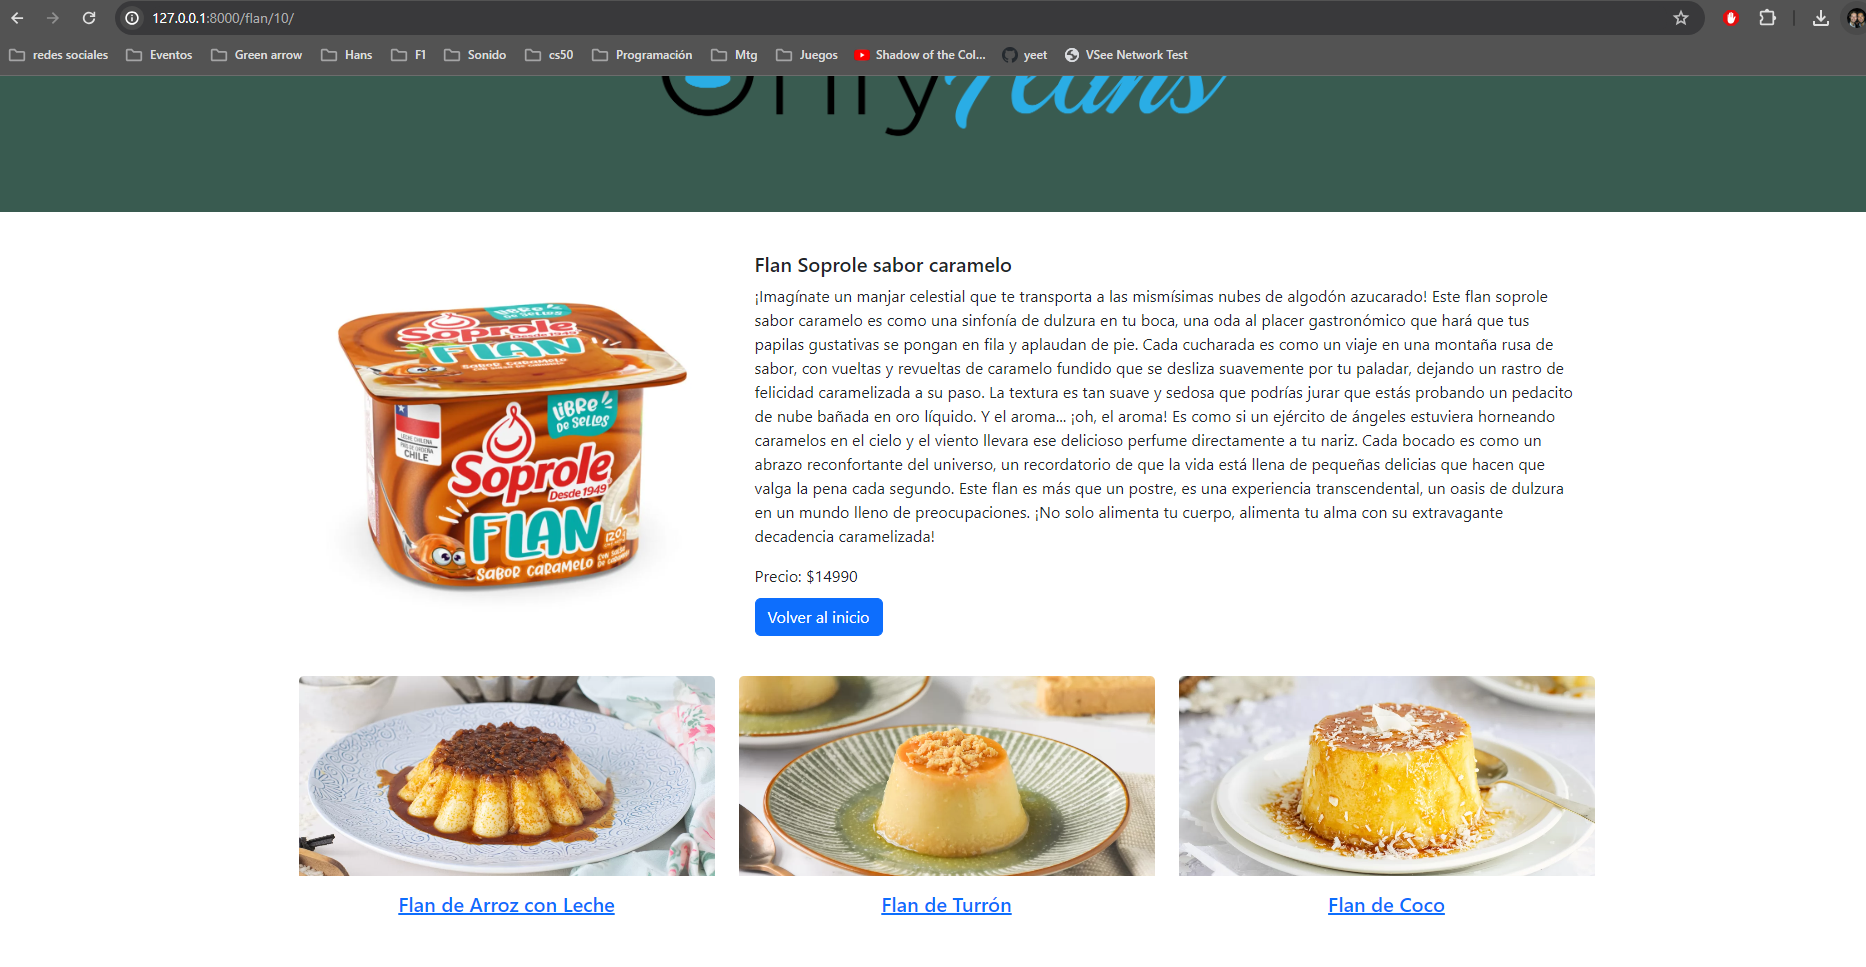 127.0.0.1:8000/flan/10/
redes sociales Eventos Green arrow Hans F1 Sonido cs50 Programación Mtg Juegos Shadow of the Col... yeet VSee Network Test
OnlyFlans
Flan Soprole sabor caramelo
¡Imagínate un manjar celestial que te transporta a las mismísimas nubes de algodón azucarado! Este flan soprole
sabor caramelo es como una sinfonía de dulzura en tu boca, una oda al placer gastronómico que hará que tus
papilas gustativas se pongan en fila y aplaudan de pie. Cada cucharada es como un viaje en una montaña rusa de
sabor, con vueltas y revueltas de caramelo fundido que se desliza suavemente por tu paladar, dejando un rastro de
felicidad caramelizada a su paso. La textura es tan suave y sedosa que podrías jurar que estás probando un pedacito
de nube bañada en oro líquido. Y el aroma... ¡oh, el aroma! Es como si un ejército de ángeles estuviera horneando
caramelos en el cielo y el viento llevara ese delicioso perfume directamente a tu nariz. Cada bocado es como un
abrazo reconfortante del universo, un recordatorio de que la vida está llena de pequeñas delicias que hacen que
valga la pena cada segundo. Este flan es más que un postre, es una experiencia transcendental, un oasis de dulzura
en un mundo lleno de preocupaciones. ¡No solo alimenta tu cuerpo, alimenta tu alma con su extravagante
decadencia caramelizada!
Precio: $14990
Volver al inicio
LIBRE
DE SELLOS
Soprole
Desde 1949
FLAN
SABOR CARAMELO
LIBRE
DE SELLOS
CHILE
Soprole
Desde 1949
FLAN
120g
SABOR CARAMELO
Flan de Arroz con Leche
Flan de Turrón
Flan de Coco